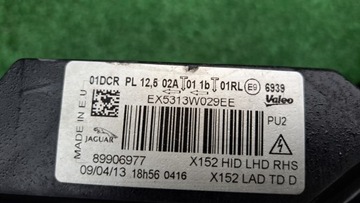 01DCR PL 12,5 02A 01 1b 01RL E9 6939
Valeo
MADE IN E U
EX5313W029EE
PU2
JAGUAR
89906977
X152 HID LHD RHS
09/04/13 18h56 0416
X152 LAD TD D